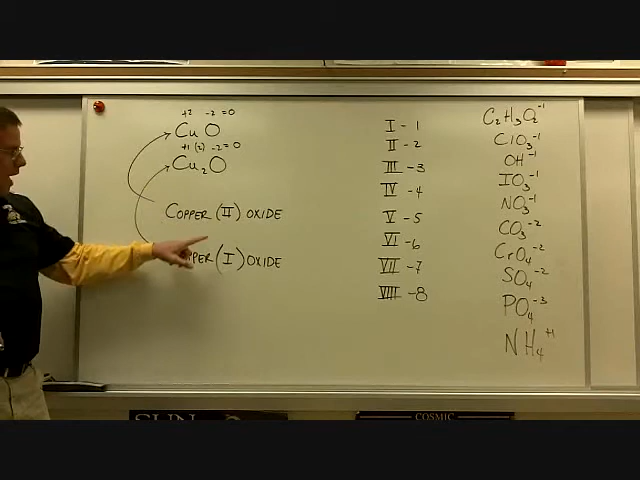 +2 -2 = 0
CuO
+1 (2) -2 = 0
Cu₂O
COPPER (II) OXIDE
PER (I) OXIDE
I - 1
II - 2
III - 3
IV - 4
V - 5
VI - 6
VII - 7
VIII - 8
C₂H₃O₂⁻¹
ClO₃⁻¹
OH⁻¹
IO₃⁻¹
NO₃⁻¹
CO₃⁻²
CrO₄⁻²
SO₄⁻²
PO₄⁻³
NH₄⁺¹
SUN
COSMIC